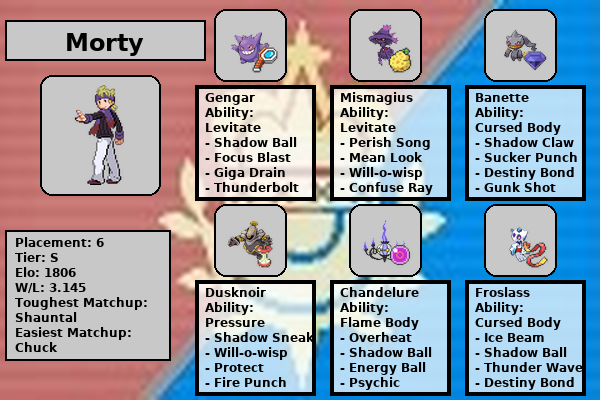 Morty
Gengar
Ability:
Levitate
- Shadow Ball
- Focus Blast
- Giga Drain
- Thunderbolt
Mismagius
Ability:
Levitate
- Perish Song
- Mean Look
- Will-o-wisp
- Confuse Ray
Banette
Ability:
Cursed Body
- Shadow Claw
- Sucker Punch
- Destiny Bond
- Gunk Shot
Placement: 6
Tier: S
Elo: 1806
W/L: 3.145
Toughest Matchup:
Shauntal
Easiest Matchup:
Chuck
Dusknoir
Ability:
Pressure
- Shadow Sneak
- Will-o-wisp
- Protect
- Fire Punch
Chandelure
Ability:
Flame Body
- Overheat
- Shadow Ball
- Energy Ball
- Psychic
Froslass
Ability:
Cursed Body
- Ice Beam
- Shadow Ball
- Thunder Wave
- Destiny Bond